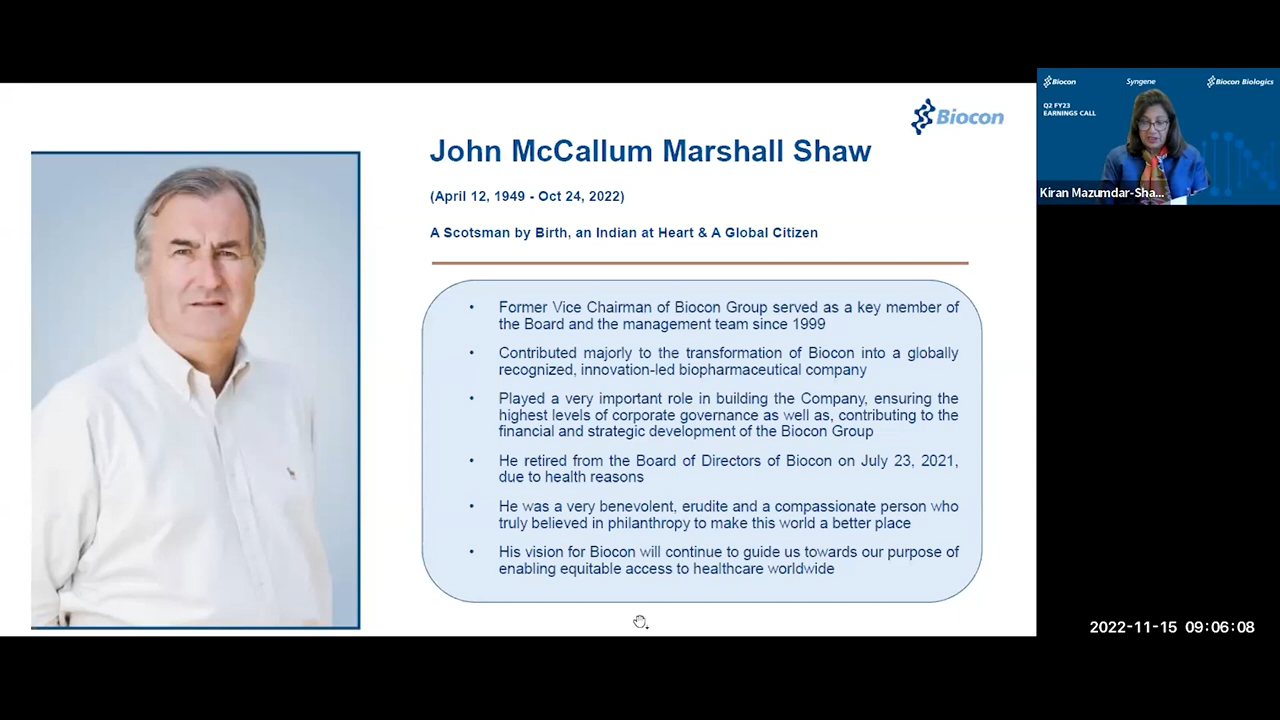 Biocon
John McCallum Marshall Shaw
(April 12, 1949 - Oct 24, 2022)
A Scotsman by Birth, an Indian at Heart & A Global Citizen
• Former Vice Chairman of Biocon Group served as a key member of
the Board and the management team since 1999
• Contributed majorly to the transformation of Biocon into a globally
recognized, innovation-led biopharmaceutical company
• Played a very important role in building the Company, ensuring the
highest levels of corporate governance as well as, contributing to the
financial and strategic development of the Biocon Group
• He retired from the Board of Directors of Biocon on July 23, 2021,
due to health reasons
• He was a very benevolent, erudite and a compassionate person who
truly believed in philanthropy to make this world a better place
• His vision for Biocon will continue to guide us towards our purpose of
enabling equitable access to healthcare worldwide
Biocon Syngene Biocon Biologics
Q2 FY23
EARNINGS CALL
Kiran Mazumdar-Sha...
2022-11-15 09:06:08